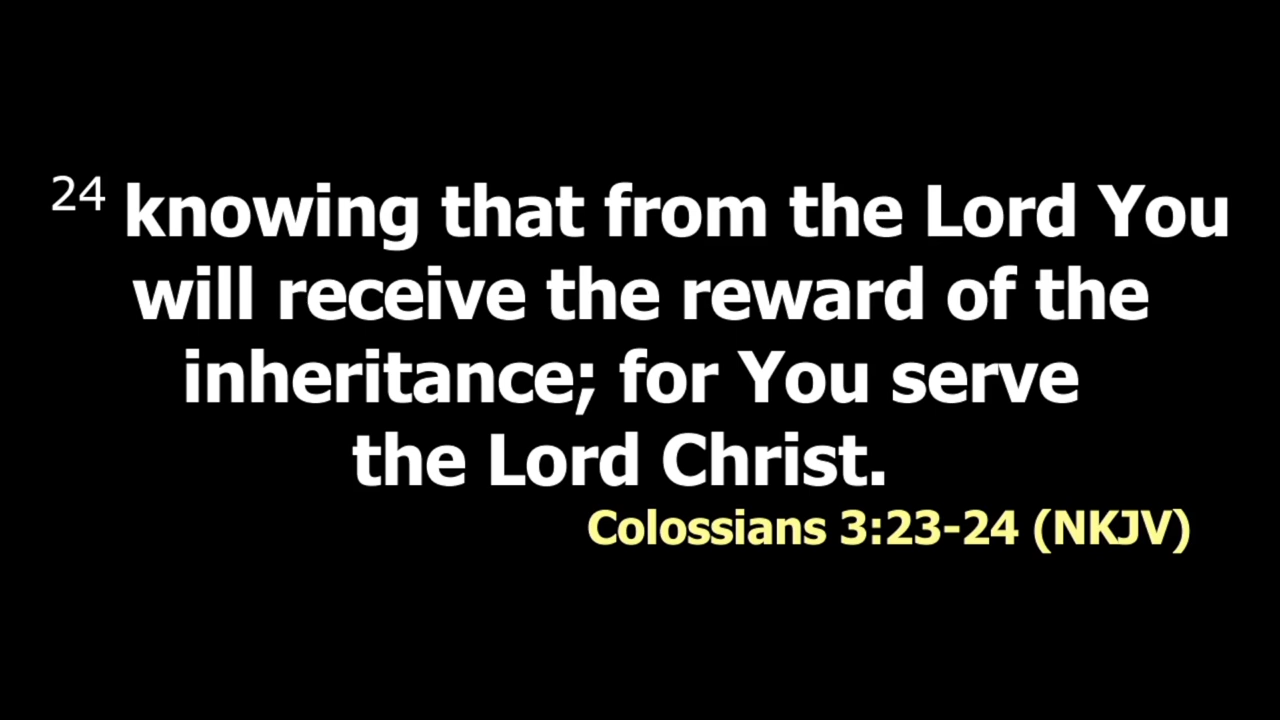 24 knowing that from the Lord You
will receive the reward of the
inheritance; for You serve
the Lord Christ.
Colossians 3:23-24 (NKJV)